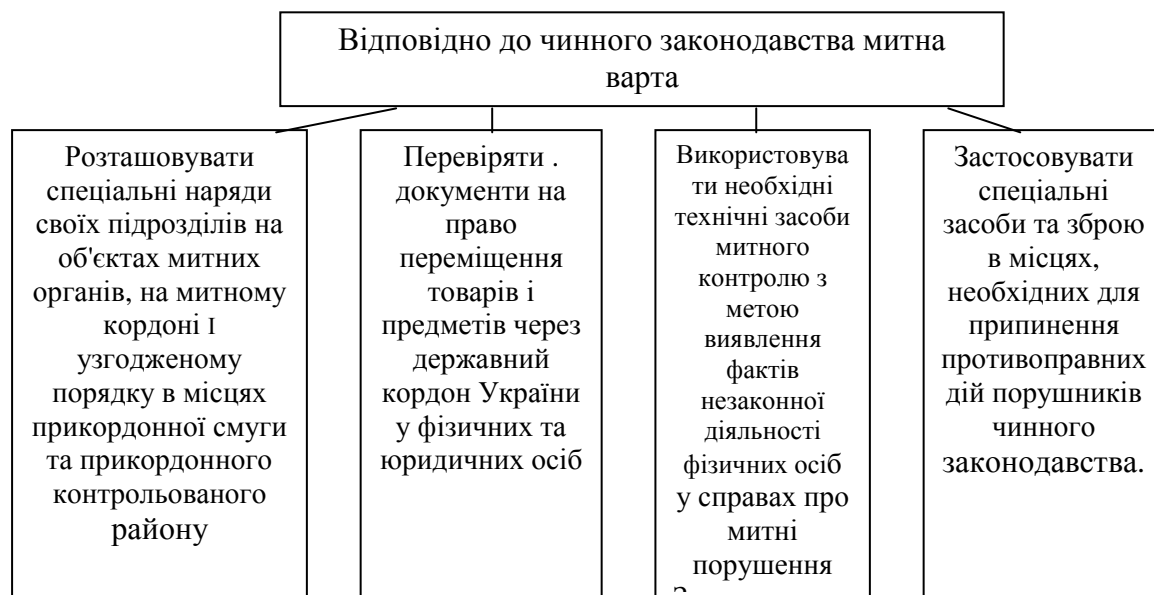 Відповідно до чинного законодавства митна
варта
Розташовувати
спеціальні наряди
своїх підрозділів на
об'єктах митних
органів, на митному
кордоні І
узгодженому
порядку в місцях
прикордонної смуги
та прикордонного
контрольованого
району
Перевіряти .
документи на
право
переміщення
товарів і
предметів через
державний
кордон України
у фізичних та
юридичних осіб
Використовува
ти необхідні
технічні засоби
митного
контролю з
метою
виявлення
фактів
незаконної
діяльності
фізичних осіб
у справах про
митні
порушення
Застосовувати
спеціальні
засоби та зброю
в місцях,
необхідних для
припинення
протиправних
дій порушників
чинного
законодавства.